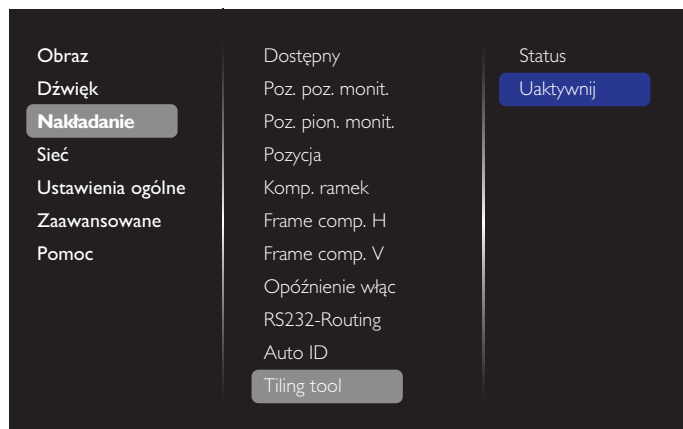 Obraz
Dźwięk
Nakładanie
Sieć
Ustawienia ogólne
Zaawansowane
Pomoc
Dostępny
Poz. poz. monit.
Poz. pion. monit.
Pozycja
Komp. ramek
Frame comp. H
Frame comp. V
Opóźnienie włąc
RS232-Routing
Auto ID
Tiling tool
Status
Uaktywnij